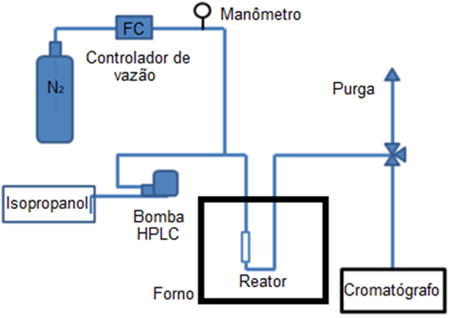 Manômetro
FC
Controlador de
vazão
N2
Purga
Isopropanol
Bomba
HPLC
Reator
Forno
Cromatógrafo